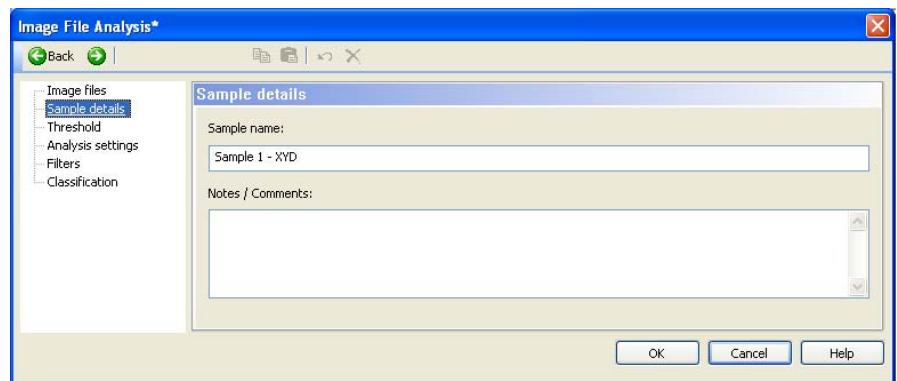 Image File Analysis*
Back
Image files
Sample details
Threshold
Analysis settings
Filters
Classification
Sample details
Sample name:
Sample 1 - XYD
Notes / Comments:
OK
Cancel
Help